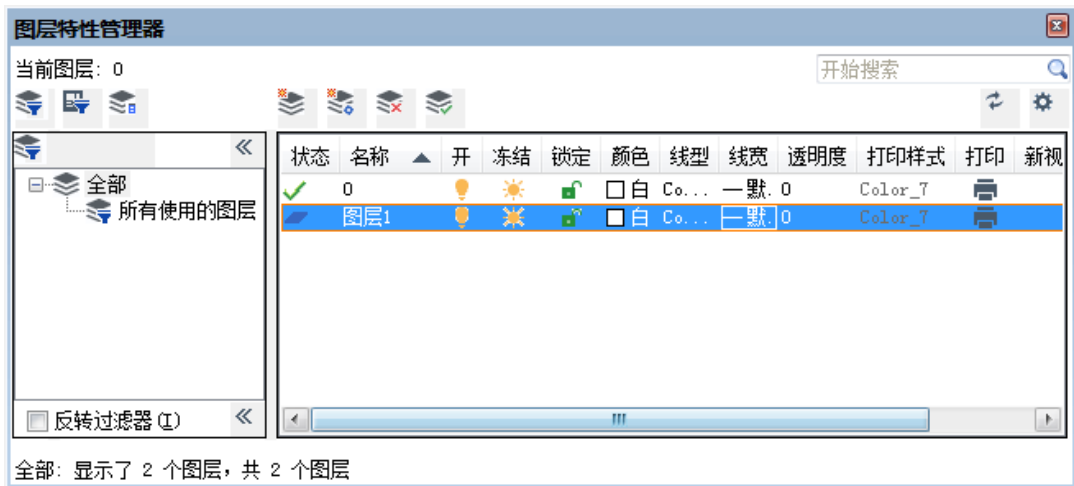 图层特性管理器
当前图层: 0
开始搜索
状态 名称 开 冻结 锁定 颜色 线型 线宽 透明度 打印样式 打印 新视
全部
所有使用的图层
0 白 Co... 默. 0 Color_7
图层1 白 Co... 默. 0 Color_7
反转过滤器(I)
全部: 显示了 2 个图层，共 2 个图层